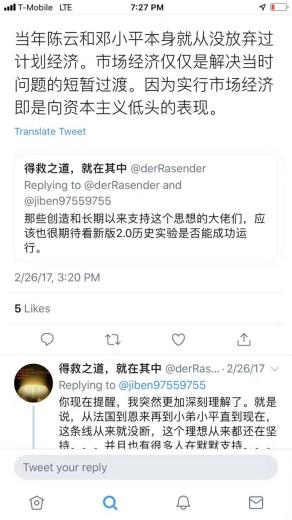 T-Mobile LTE
7:27 PM
当年陈云和邓小平本身就从没放弃过
计划经济。市场经济仅仅是解决当时
问题的短暂过渡。因为实行市场经济
即是向资本主义低头的表现。
Translate Tweet
得救之道，就在其中 @derRasender
Replying to @derRasender and
@jiben97559755
那些创造和长期以来支持这个思想的大佬们，应
该也很期待看新版2.0历史实验是否能成功运
行。
2/26/17, 3:20 PM
5 Likes
得救之道，就在其中 @derRas... · 2/26/17
Replying to @jiben97559755
你现在提醒，我突然更加深刻理解了。就是
说，从法国到恩来再到小弟小平直到现在，
这条线从来就没断，这个理想从来都还在坚
持。。。并且也有很多人在默默支持。。。
Tweet your reply